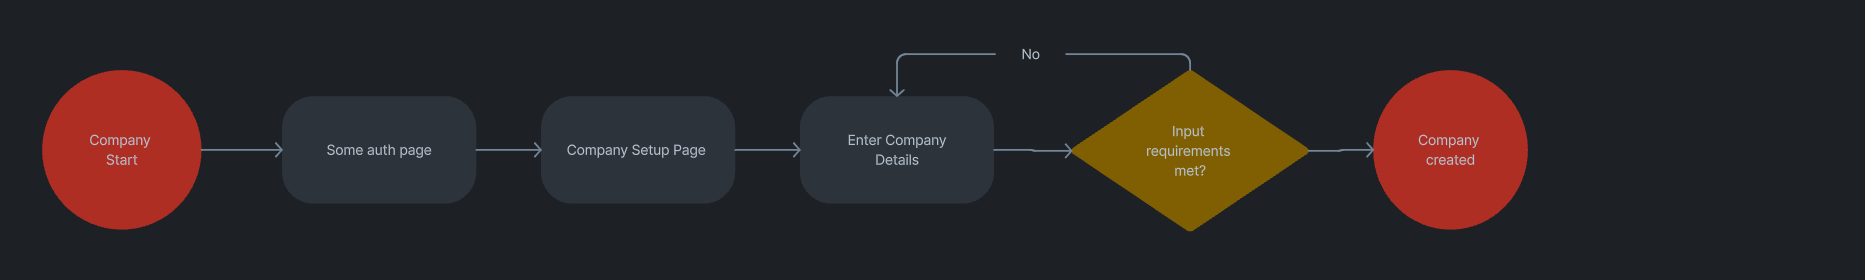 No
Company
Start
Some auth page
Company Setup Page
Enter Company
Details
Input
requirements
met?
Company
created